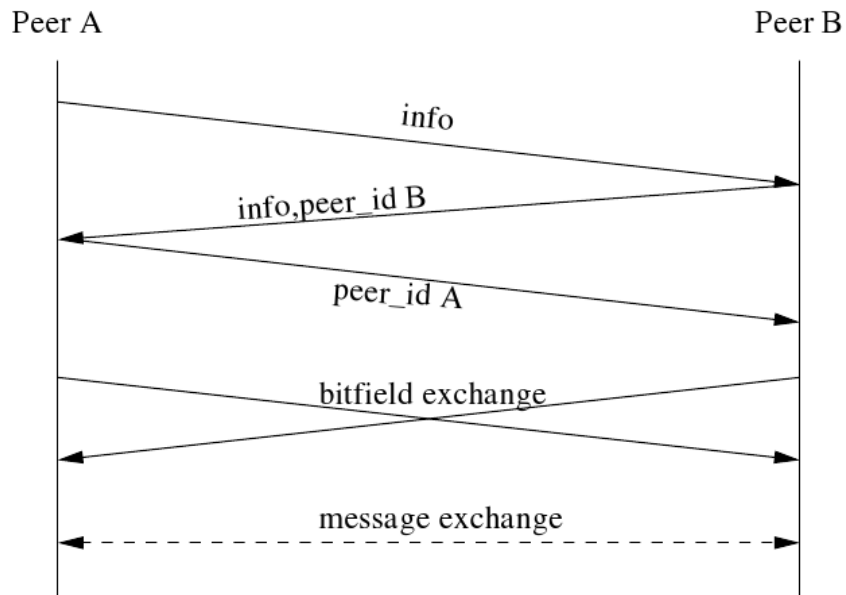 Peer A
Peer B
info
info,peer_id B
peer_id A
bitfield exchange
message exchange